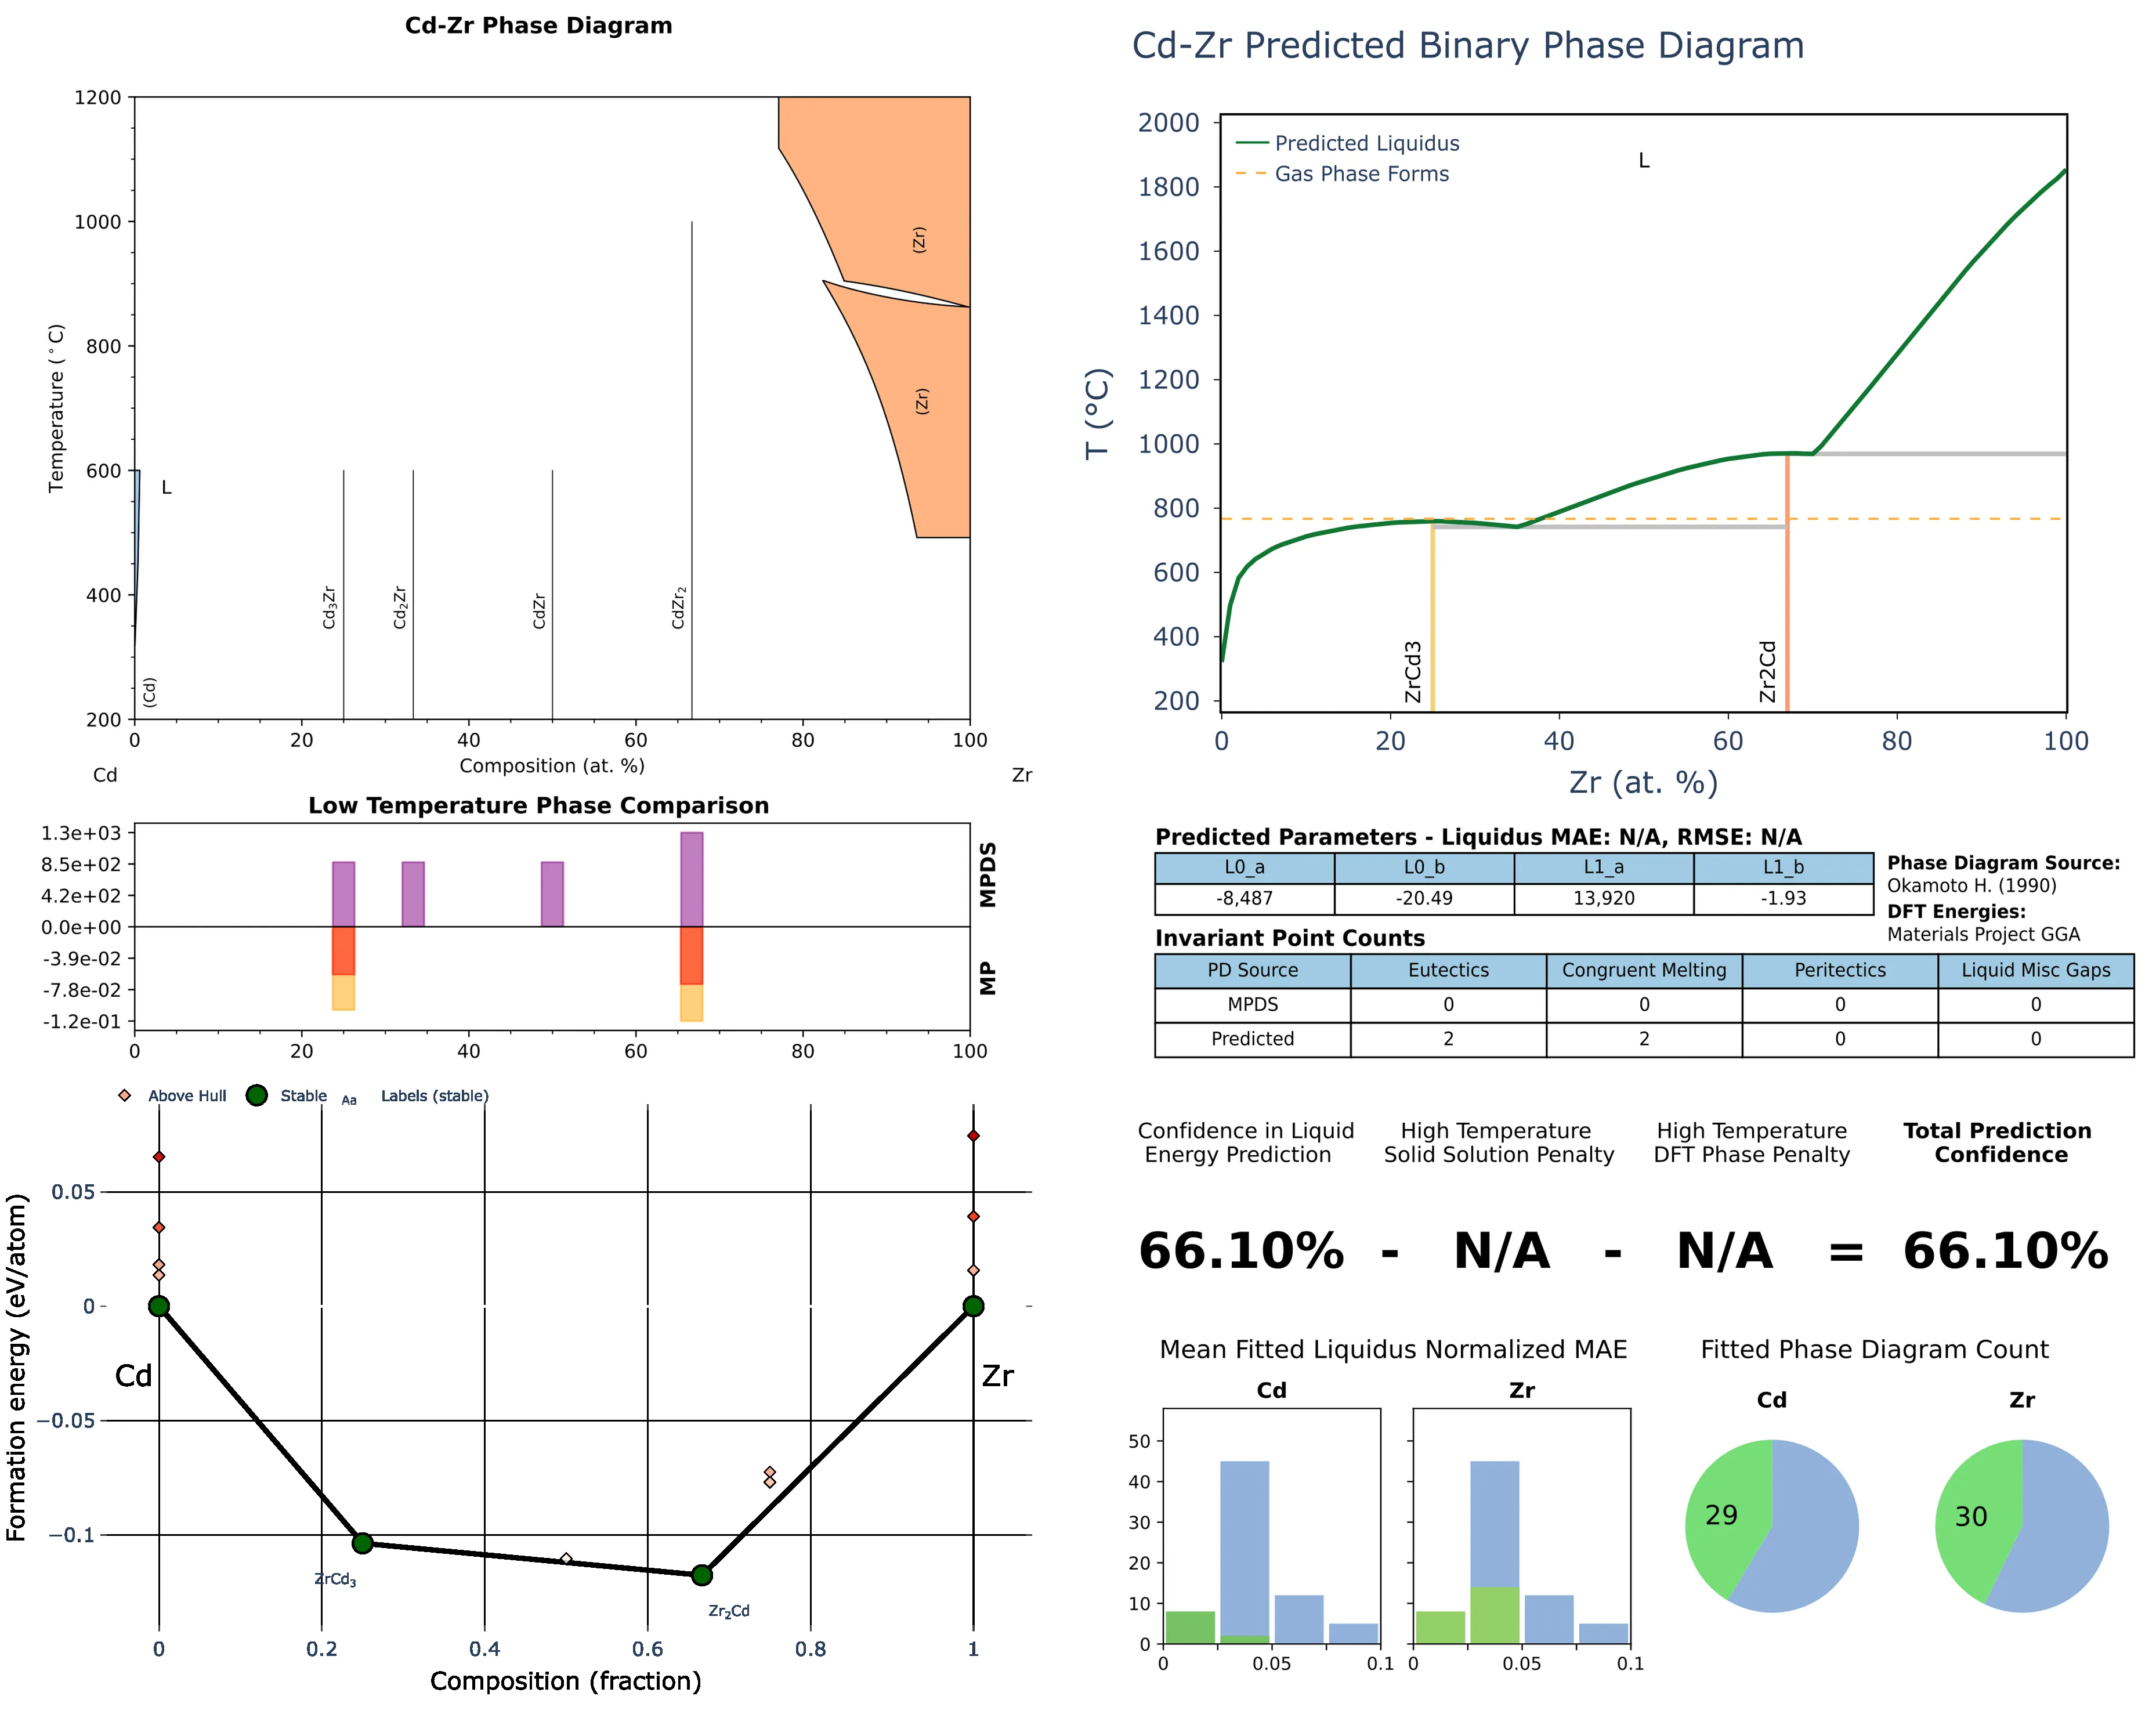 Cd-Zr Phase Diagram
1200
1000
800
600
400
200
Temperature (°C)
L
(Cd)
Cd3Zr
Cd2Zr
CdZr
CdZr2
(Zr)
(Zr)
0 20 40 60 80 100
Composition (at. %)
Cd Zr
Low Temperature Phase Comparison
1.3e+03
8.5e+02
4.2e+02
0.0e+00
-3.9e-02
-7.8e-02
-1.2e-01
MPDS
MP
0 20 40 60 80 100
Above Hull Stable Aa Labels (stable)
0.05
0
−0.05
−0.1
Formation energy (eV/atom)
Cd
Zr
ZrCd3
Zr2Cd
0 0.2 0.4 0.6 0.8 1
Composition (fraction)
Cd-Zr Predicted Binary Phase Diagram
2000
1800
1600
1400
1200
1000
800
600
400
200
T (°C)
Predicted Liquidus
Gas Phase Forms
L
ZrCd3
Zr2Cd
0 20 40 60 80 100
Zr (at. %)
Predicted Parameters - Liquidus MAE: N/A, RMSE: N/A
L0_a L0_b L1_a L1_b
-8,487 -20.49 13,920 -1.93
Phase Diagram Source:
Okamoto H. (1990)
DFT Energies:
Materials Project GGA
Invariant Point Counts
PD Source Eutectics Congruent Melting Peritectics Liquid Misc Gaps
MPDS 0 0 0 0
Predicted 2 2 0 0
Confidence in Liquid
Energy Prediction
High Temperature
Solid Solution Penalty
High Temperature
DFT Phase Penalty
Total Prediction
Confidence
66.10% - N/A - N/A = 66.10%
Mean Fitted Liquidus Normalized MAE
Cd
Zr
50
40
30
20
10
0
0 0.05 0.1
0 0.05 0.1
Fitted Phase Diagram Count
Cd
Zr
29
30